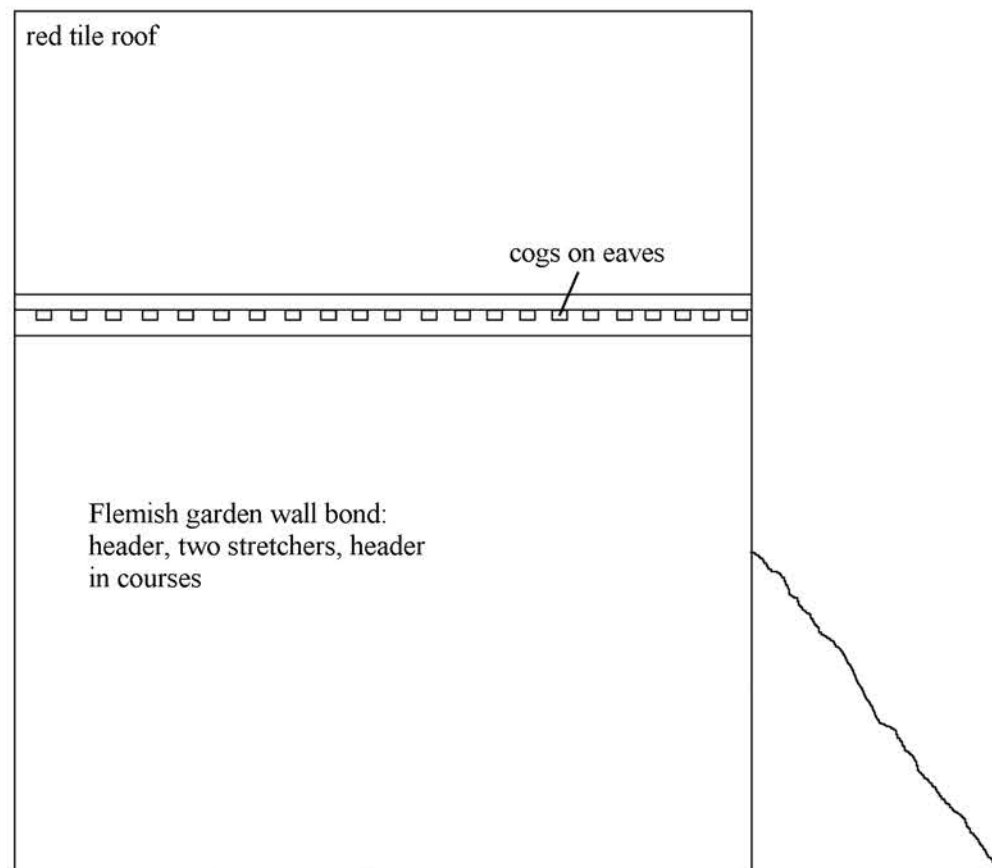 red tile roof
cogs on eaves
Flemish garden wall bond:
header, two stretchers, header
in courses